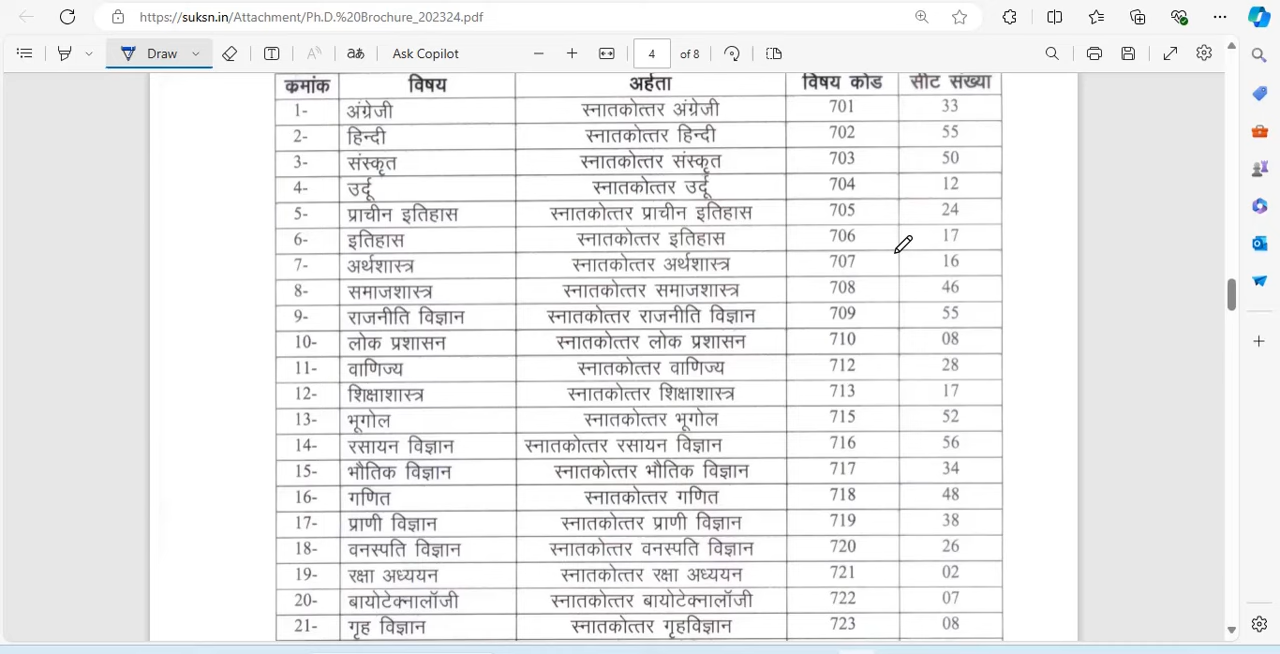 https://suksn.in/Attachment/Ph.D.%20Brochure_202324.pdf
Draw aあ Ask Copilot 4 of 8
कमांक विषय अर्हता विषय कोड सीट संख्या
1- अंग्रेजी स्नातकोत्तर अंग्रेजी 701 33
2- हिन्दी स्नातकोत्तर हिन्दी 702 55
3- संस्कृत स्नातकोत्तर संस्कृत 703 50
4- उर्दू स्नातकोत्तर उर्दू 704 12
5- प्राचीन इतिहास स्नातकोत्तर प्राचीन इतिहास 705 24
6- इतिहास स्नातकोत्तर इतिहास 706 17
7- अर्थशास्त्र स्नातकोत्तर अर्थशास्त्र 707 16
8- समाजशास्त्र स्नातकोत्तर समाजशास्त्र 708 46
9- राजनीति विज्ञान स्नातकोत्तर राजनीति विज्ञान 709 55
10- लोक प्रशासन स्नातकोत्तर लोक प्रशासन 710 08
11- वाणिज्य स्नातकोत्तर वाणिज्य 712 28
12- शिक्षाशास्त्र स्नातकोत्तर शिक्षाशास्त्र 713 17
13- भूगोल स्नातकोत्तर भूगोल 715 52
14- रसायन विज्ञान स्नातकोत्तर रसायन विज्ञान 716 56
15- भौतिक विज्ञान स्नातकोत्तर भौतिक विज्ञान 717 34
16- गणित स्नातकोत्तर गणित 718 48
17- प्राणी विज्ञान स्नातकोत्तर प्राणी विज्ञान 719 38
18- वनस्पति विज्ञान स्नातकोत्तर वनस्पति विज्ञान 720 26
19- रक्षा अध्ययन स्नातकोत्तर रक्षा अध्ययन 721 02
20- बायोटेक्नालॉजी स्नातकोत्तर बायोटेक्नालॉजी 722 07
21- गृह विज्ञान स्नातकोत्तर गृहविज्ञान 723 08